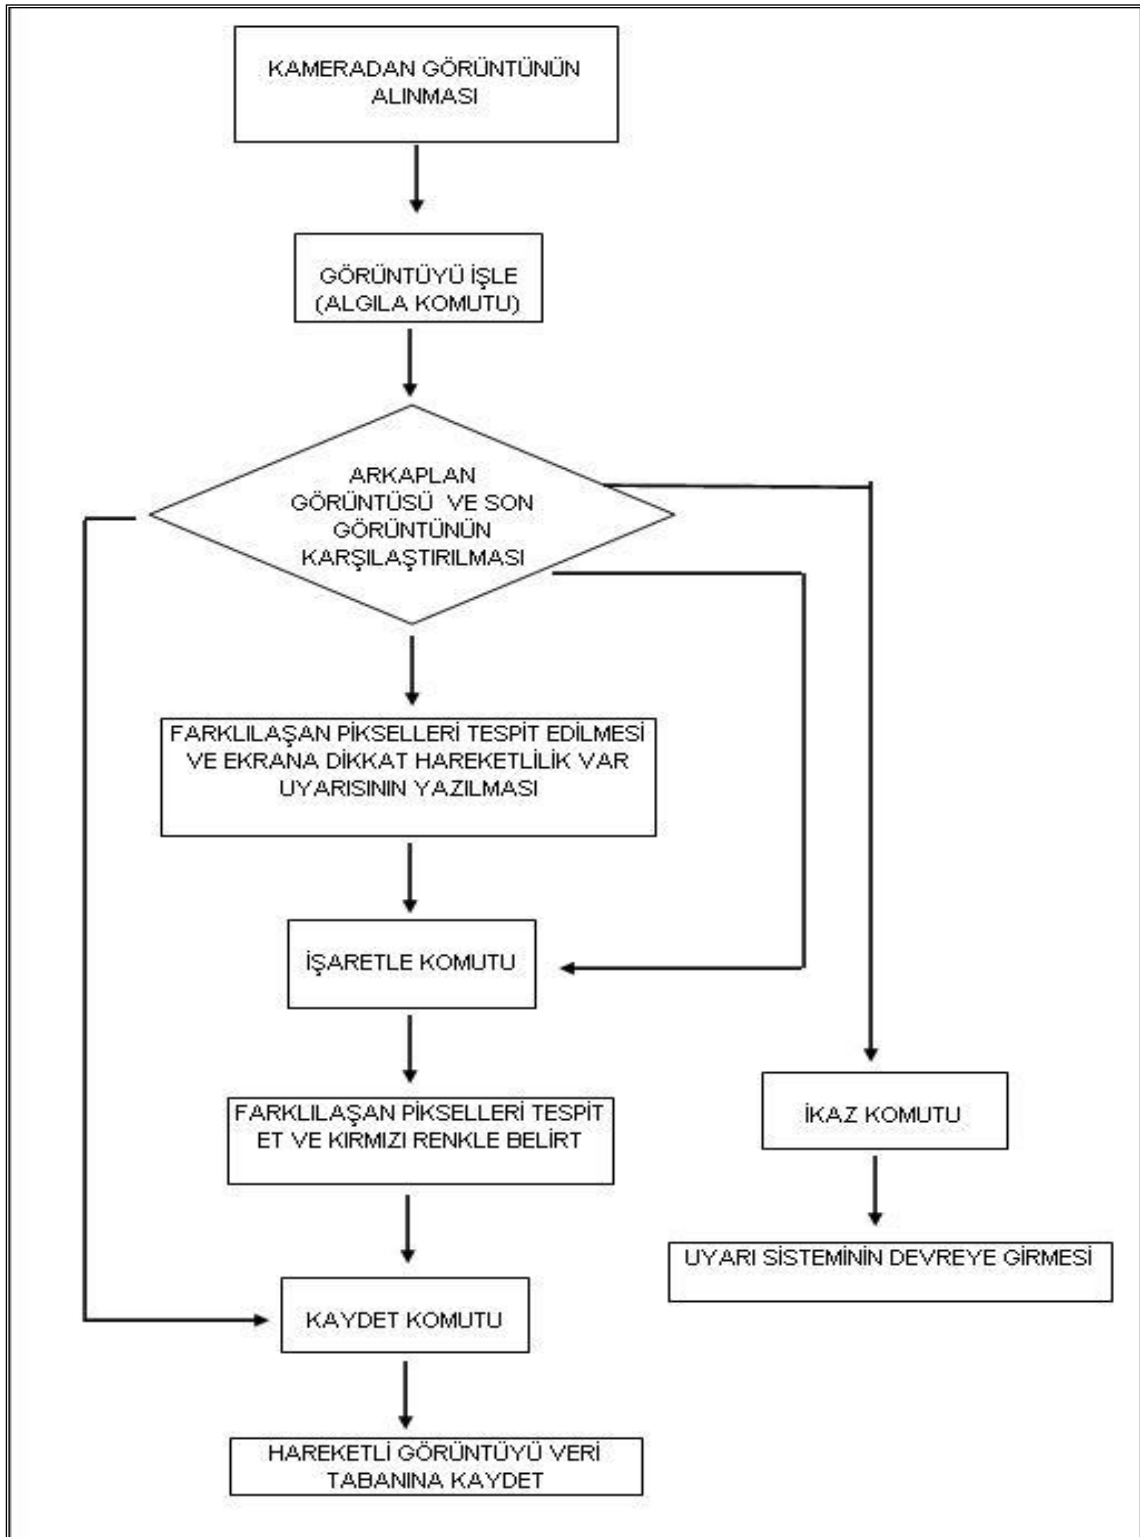 KAMERADAN GÖRÜNTÜNÜN
ALINMASI
GÖRÜNTÜYÜ İŞLE
(ALGILA KOMUTU)
ARKAPLAN
GÖRÜNTÜSÜ VE SON
GÖRÜNTÜNÜN
KARŞILAŞTIRILMASI
FARKLILAŞAN PİKSELLERİ TESPİT EDİLMESİ
VE EKRANA DİKKAT HAREKETLİLİK VAR
UYARISININ YAZILMASI
İŞARETLE KOMUTU
FARKLILAŞAN PİKSELLERİ TESPİT
ET VE KIRMIZI RENKLE BELİRT
İKAZ KOMUTU
UYARI SİSTEMİNİN DEVREYE GİRMESİ
KAYDET KOMUTU
HAREKETLİ GÖRÜNTÜYÜ VERİ
TABANINA KAYDET